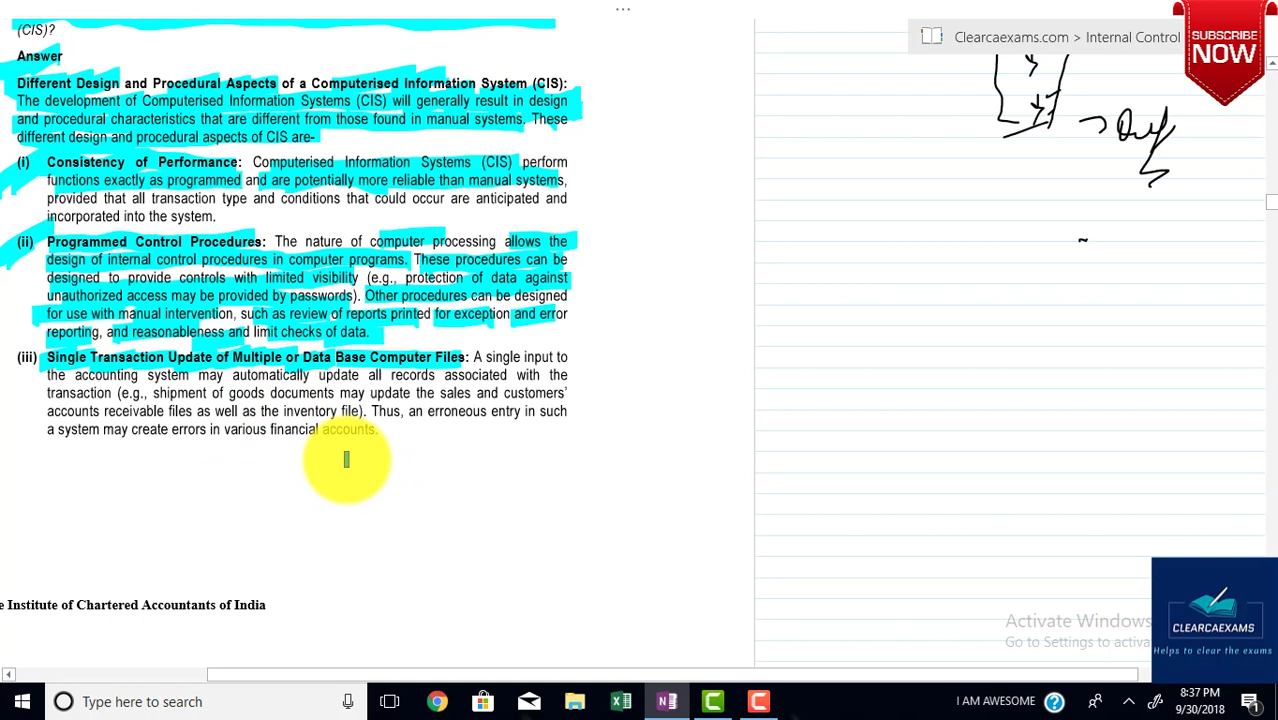 ...
(CIS)?
Answer
Different Design and Procedural Aspects of a Computerised Information System (CIS):
The development of Computerised Information Systems (CIS) will generally result in design
and procedural characteristics that are different from those found in manual systems. These
different design and procedural aspects of CIS are-
(i) Consistency of Performance: Computerised Information Systems (CIS) perform
functions exactly as programmed and are potentially more reliable than manual systems,
provided that all transaction type and conditions that could occur are anticipated and
incorporated into the system.
(ii) Programmed Control Procedures: The nature of computer processing allows the
design of internal control procedures in computer programs. These procedures can be
designed to provide controls with limited visibility (e.g., protection of data against
unauthorized access may be provided by passwords). Other procedures can be designed
for use with manual intervention, such as review of reports printed for exception and error
reporting, and reasonableness and limit checks of data.
(iii) Single Transaction Update of Multiple or Data Base Computer Files: A single input to
the accounting system may automatically update all records associated with the
transaction (e.g., shipment of goods documents may update the sales and customers’
accounts receivable files as well as the inventory file). Thus, an erroneous entry in such
a system may create errors in various financial accounts.
e Institute of Chartered Accountants of India
Clearcaexams.com > Internal Control
SUBSCRIBE
NOW
~
Activate Windows
Go to Settings to activa
CLEARCAEXAMS
Helps to clear the exams
Type here to search
I AM AWESOME
8:37 PM
9/30/2018
1